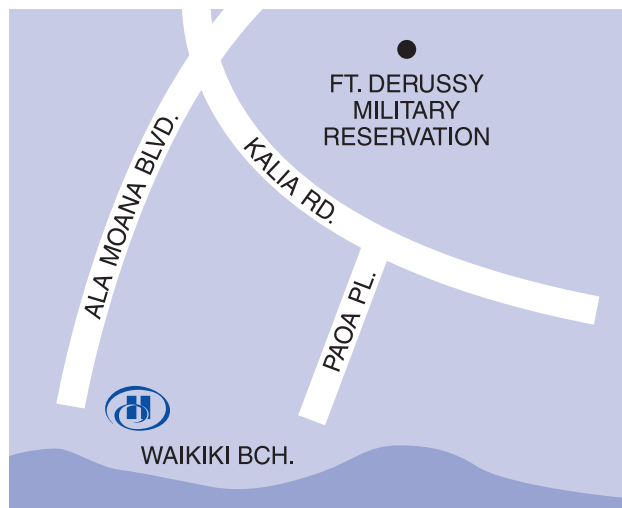 FT. DERUSSY
MILITARY
RESERVATION
ALA MOANA BLVD.
KALIA RD.
PAOA PL.
WAIKIKI BCH.